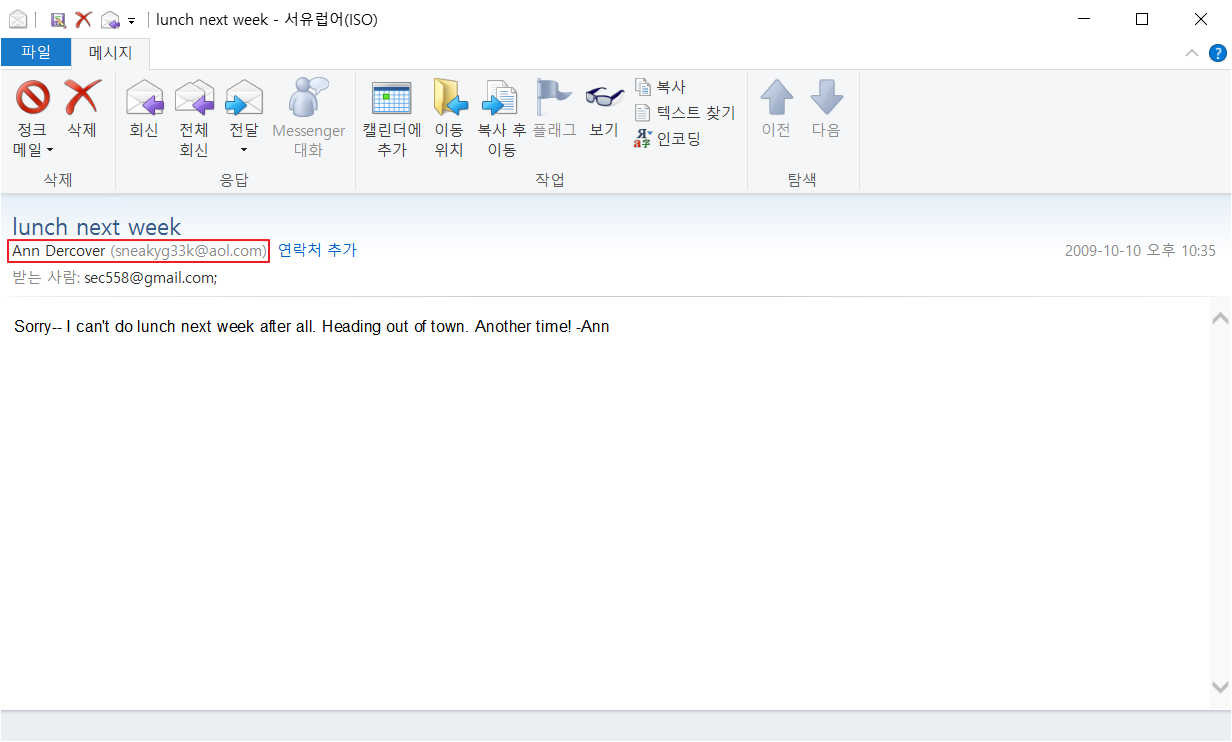 lunch next week - 서유럽어(ISO)
파일 메시지
정크 메일 삭제 회신 전체 회신 전달 Messenger 대화 캘린더에 추가 이동 위치 복사 후 이동 플래그 보기 이전 다음
복사
텍스트 찾기
인코딩
삭제 응답 작업 탐색
lunch next week
Ann Dercover (sneakyg33k@aol.com) 연락처 추가 2009-10-10 오후 10:35
받는 사람: sec558@gmail.com;
Sorry-- I can't do lunch next week after all. Heading out of town. Another time! -Ann